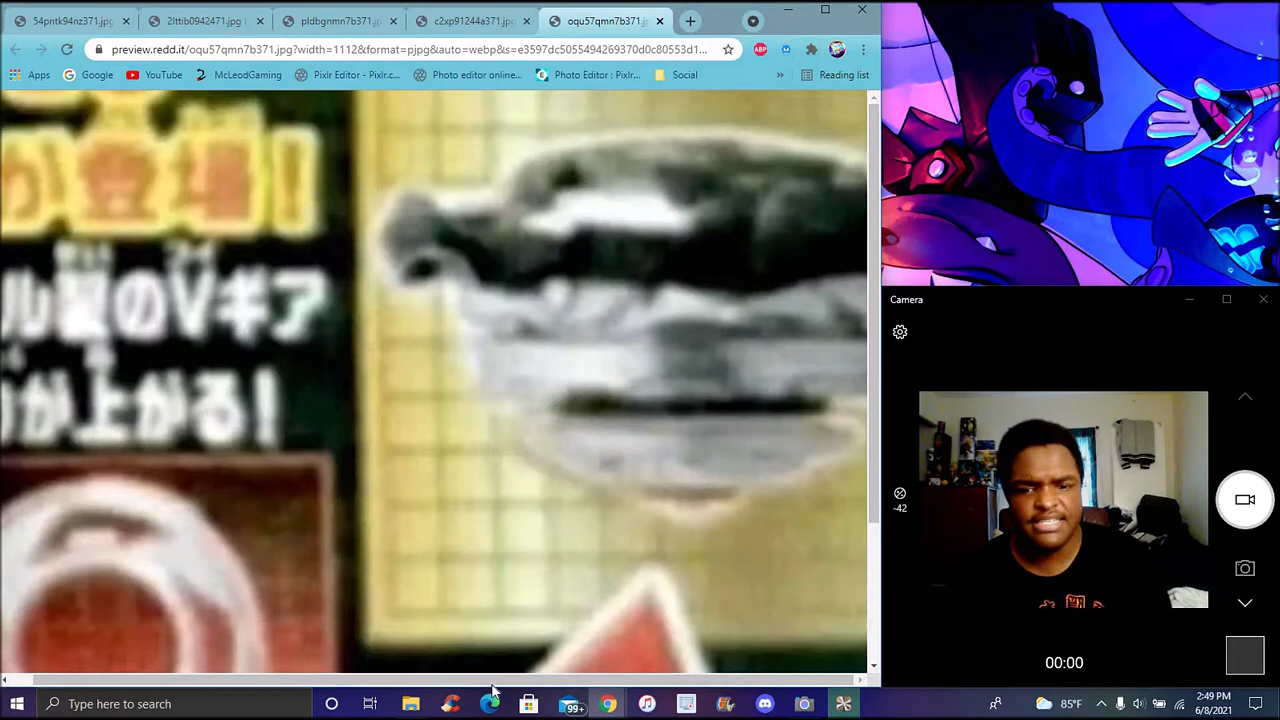 54pntk94nz371.jpg
2lttib0942471.jpg (
pldbgnmn7b371.jpg
c2xp91244a371.jpg
oqu57qmn7b371.jpg
preview.redd.it/oqu57qmn7b371.jpg?width=1112&format=pjpg&auto=webp&s=e3597dc5055494269370d0c80553d1...
ABP
Apps
Google
YouTube
McLeodGaming
Pixlr Editor - Pixlr.c...
Photo editor online...
Photo Editor : Pixlr...
Social
»
Reading list
登場!
のVギア
が上がる!
Camera
-42
00:00
Type here to search
99+
85°F
2:49 PM
6/8/2021